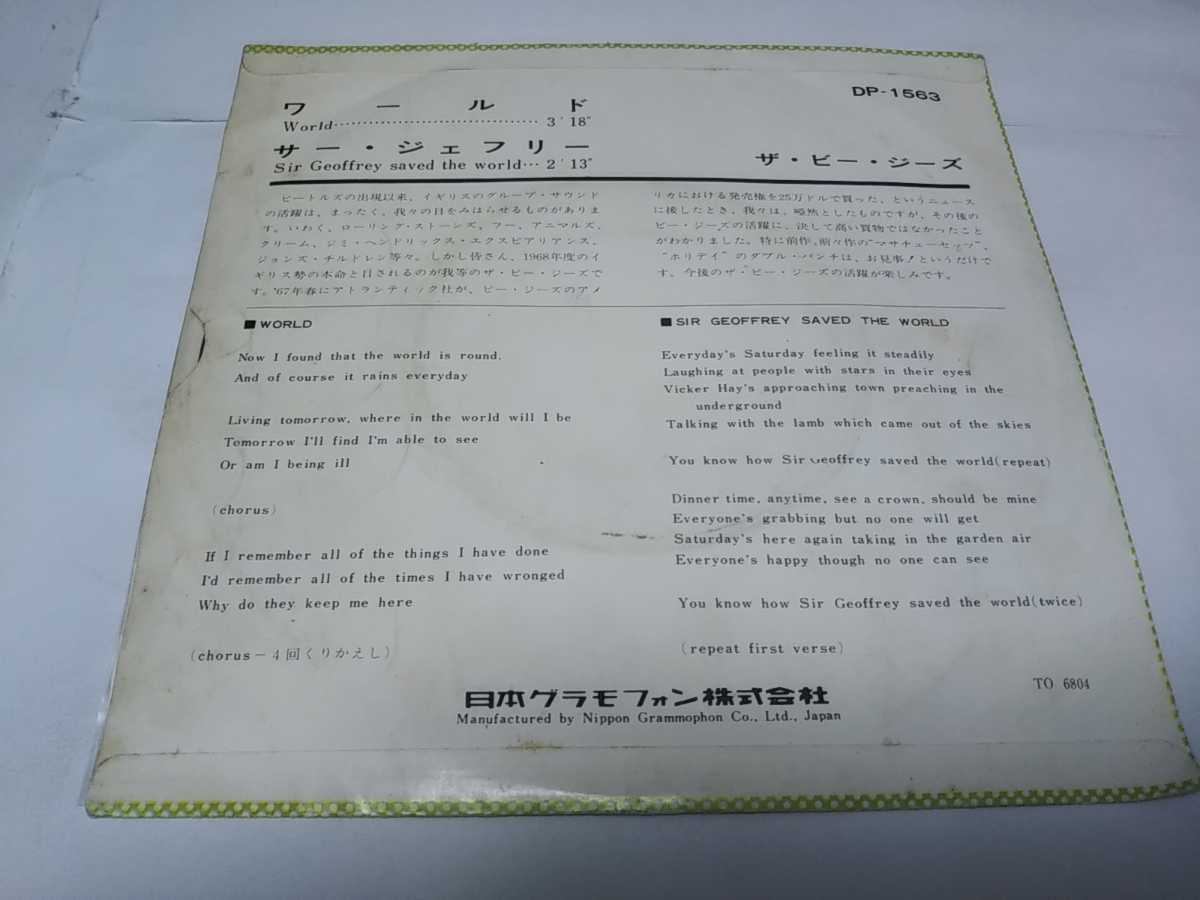 DP-1563
ワールド
World……………………………… 3′18″
サー・ジェフリー
Sir Geoffrey saved the world… 2′13″
ザ・ビー・ジーズ
ビートルズの出現以来、イギリスのグループ・サウンド
の活躍は、まったく、我々の目をみはらせるものがありま
す。いわく、ローリング・ストーンズ、フー、アニマルズ、
クリーム、ジミ・ヘンドリックス・エクスピアリアンス、
ジョンズ・チルドレン等々。しかし皆さん、1968年度のイ
ギリス勢の本命と目されるのが我等のザ・ビー・ジーズで
す。'67年春にアトランティック社が、ビー・ジーズのアメ
リカにおける発売権を25万ドルで買った、というニュース
に接したとき、我々は、啞然としたものですが、その後の
ビー・ジーズの活躍に、決して高い買物ではなかったこと
がわかりました。特に前作、前々作の“マサチューセッツ”、
“ホリデイ”のダブル・パンチは、お見事!というだけで
す。今後のザ・ビー・ジーズの活躍が楽しみです。
■WORLD
Now I found that the world is round,
And of course it rains everyday
Living tomorrow, where in the world will I be
Tomorrow I'll find I'm able to see
Or am I being ill
(chorus)
If I remember all of the things I have done
I'd remember all of the times I have wronged
Why do they keep me here
(chorus－4回くりかえし)
■SIR GEOFFREY SAVED THE WORLD
Everyday's Saturday feeling it steadily
Laughing at people with stars in their eyes
Vicker Hay's approaching town preaching in the
underground
Talking with the lamb which came out of the skies
You know how Sir Geoffrey saved the world(repeat)
Dinner time, anytime, see a crown, should be mine
Everyone's grabbing but no one will get
Saturday's here again taking in the garden air
Everyone's happy though no one can see
You know how Sir Geoffrey saved the world(twice)
(repeat first verse)
TO 6804
日本グラモフォン株式会社
Manufactured by Nippon Grammophon Co., Ltd., Japan